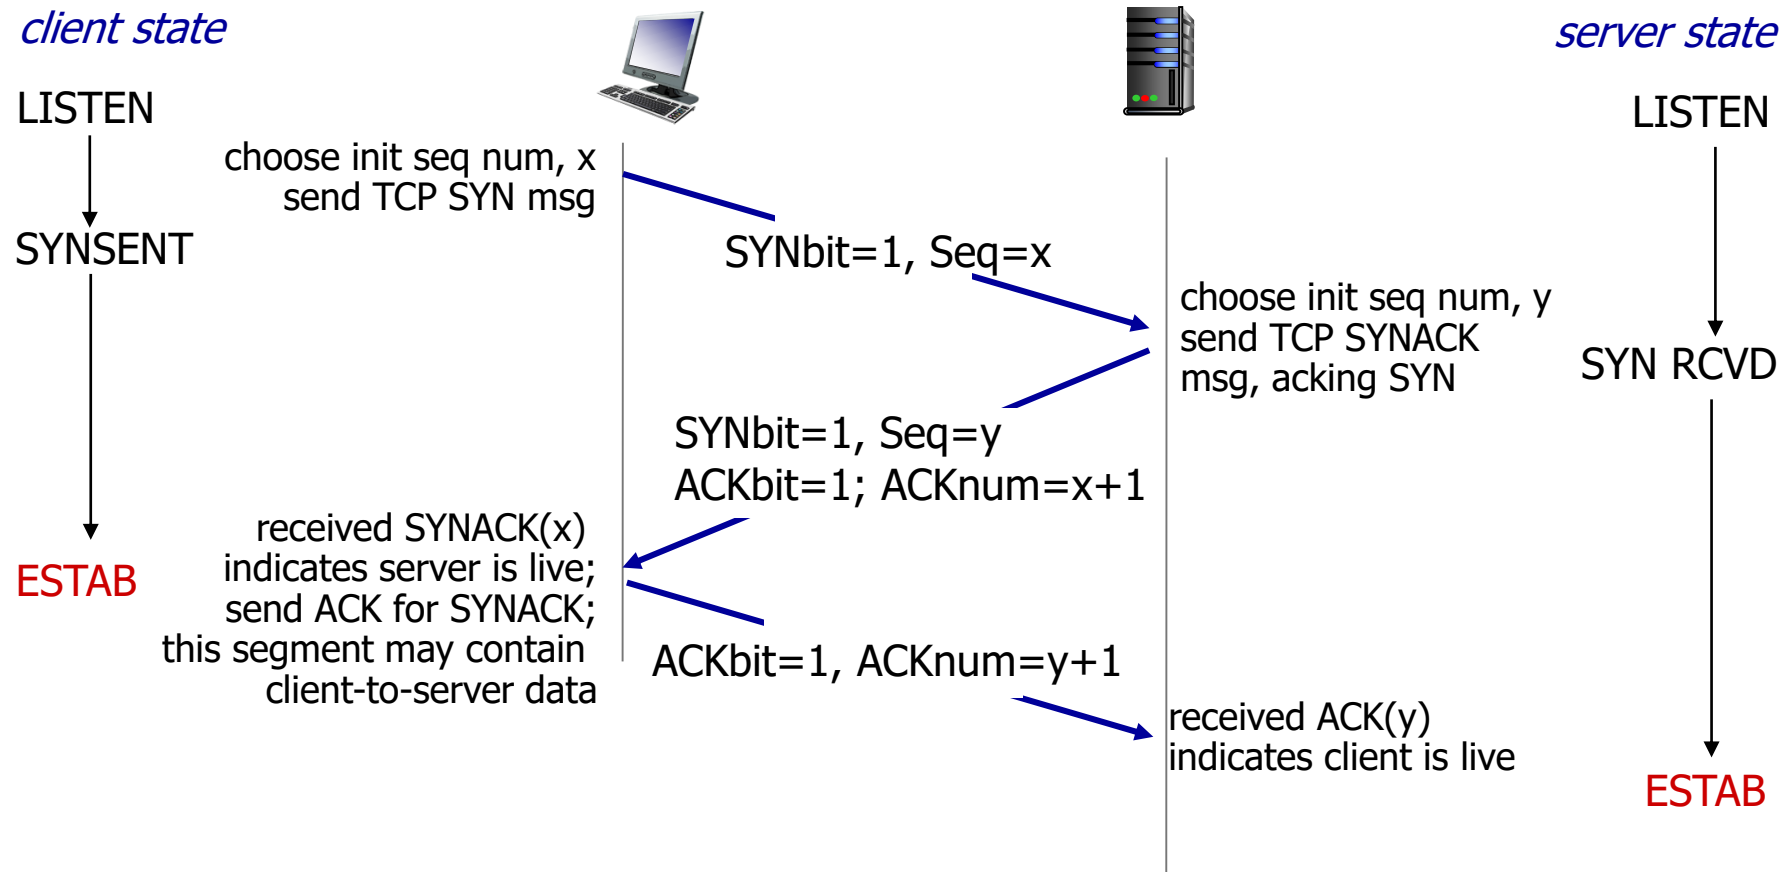 client state
server state
LISTEN
LISTEN
choose init seq num, x
send TCP SYN msg
SYNSENT
SYNbit=1, Seq=x
choose init seq num, y
send TCP SYNACK
msg, acking SYN
SYN RCVD
SYNbit=1, Seq=y
ACKbit=1; ACKnum=x+1
received SYNACK(x)
indicates server is live;
send ACK for SYNACK;
this segment may contain
client-to-server data
ESTAB
ACKbit=1, ACKnum=y+1
received ACK(y)
indicates client is live
ESTAB